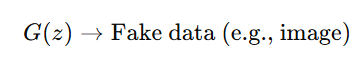 G(z) → Fake data (e.g., image)